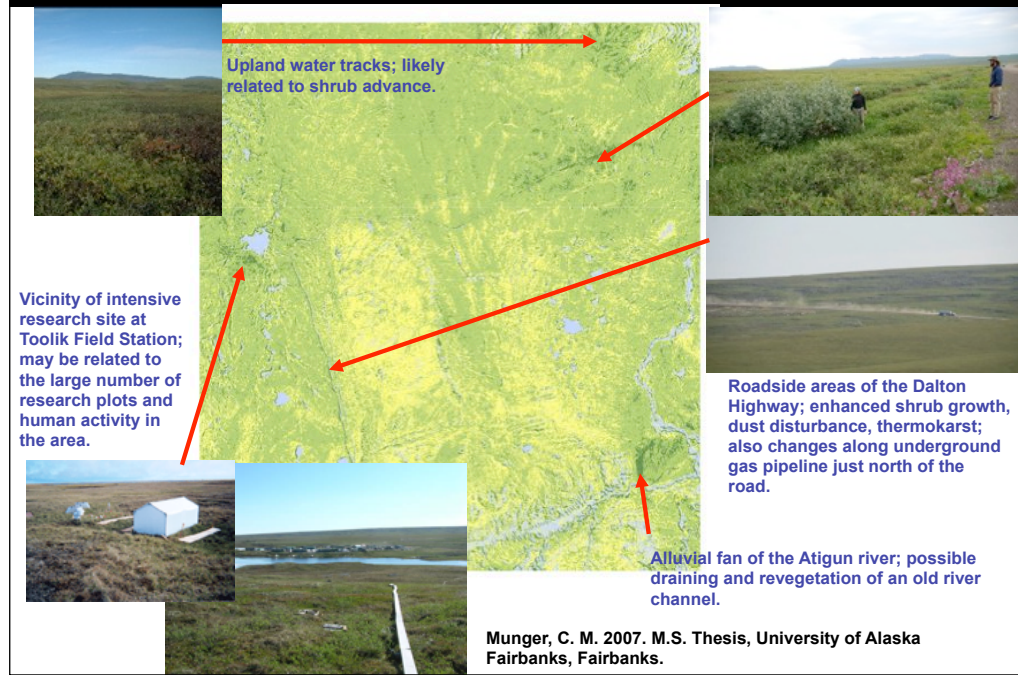 Upland water tracks; likely
related to shrub advance.
Vicinity of intensive
research site at
Toolik Field Station;
may be related to
the large number of
research plots and
human activity in
the area.
Roadside areas of the Dalton
Highway; enhanced shrub growth,
dust disturbance, thermokarst;
also changes along underground
gas pipeline just north of the
road.
Alluvial fan of the Atigun river; possible
draining and revegetation of an old river
channel.
Munger, C. M. 2007. M.S. Thesis, University of Alaska
Fairbanks, Fairbanks.